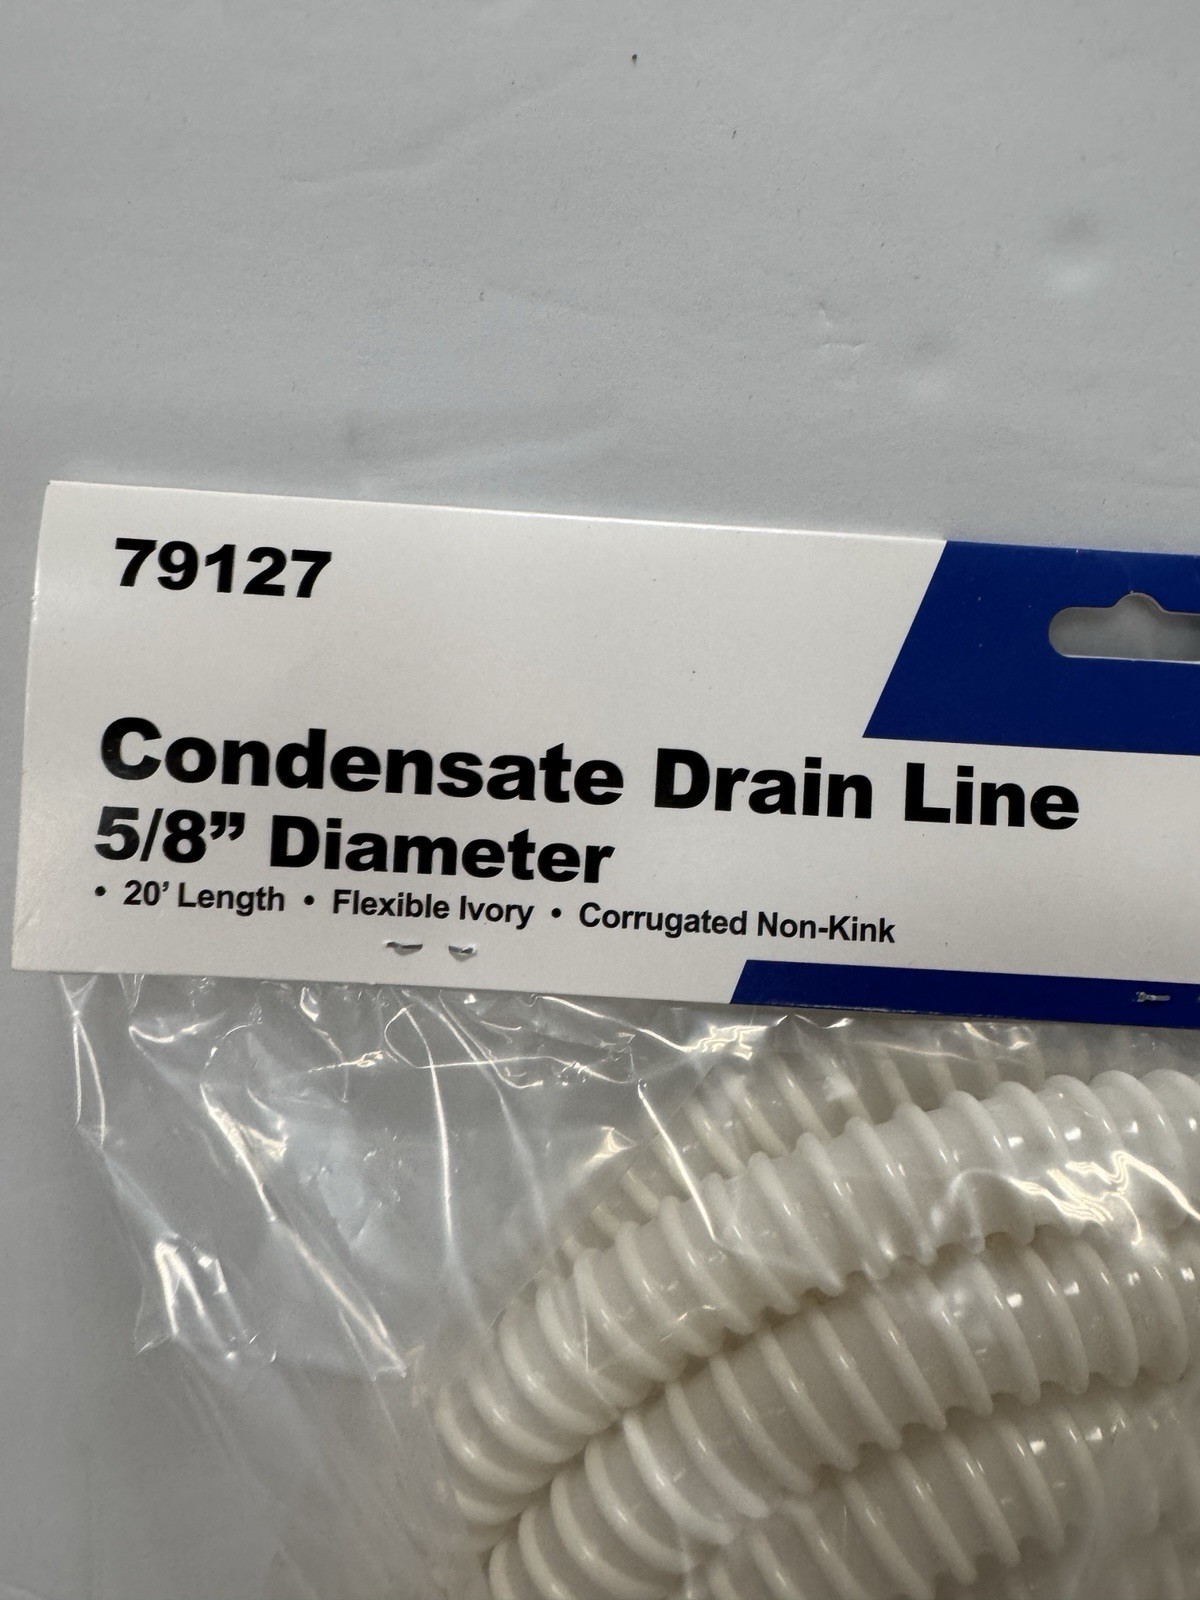 79127
Condensate Drain Line
5/8” Diameter
• 20’ Length • Flexible Ivory • Corrugated Non-Kink